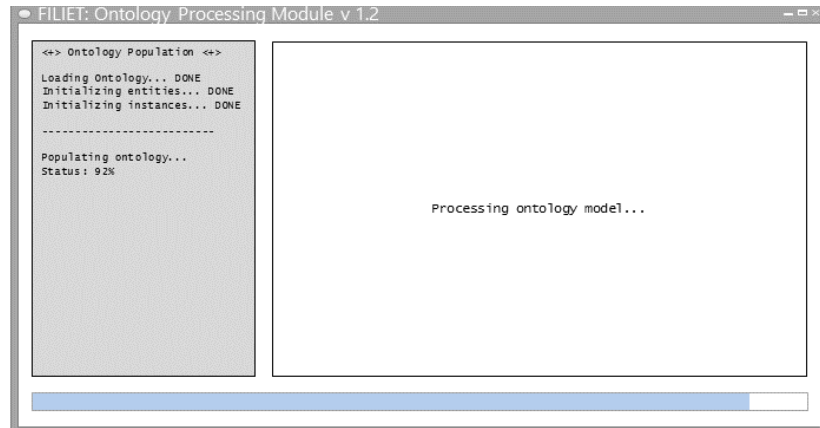 FILIET: Ontology Processing Module v 1.2
<+> Ontology Population <+>
Loading Ontology... DONE
Initializing entities... DONE
Initializing instances... DONE
--------------------------
Populating ontology...
Status: 92%
Processing ontology model...